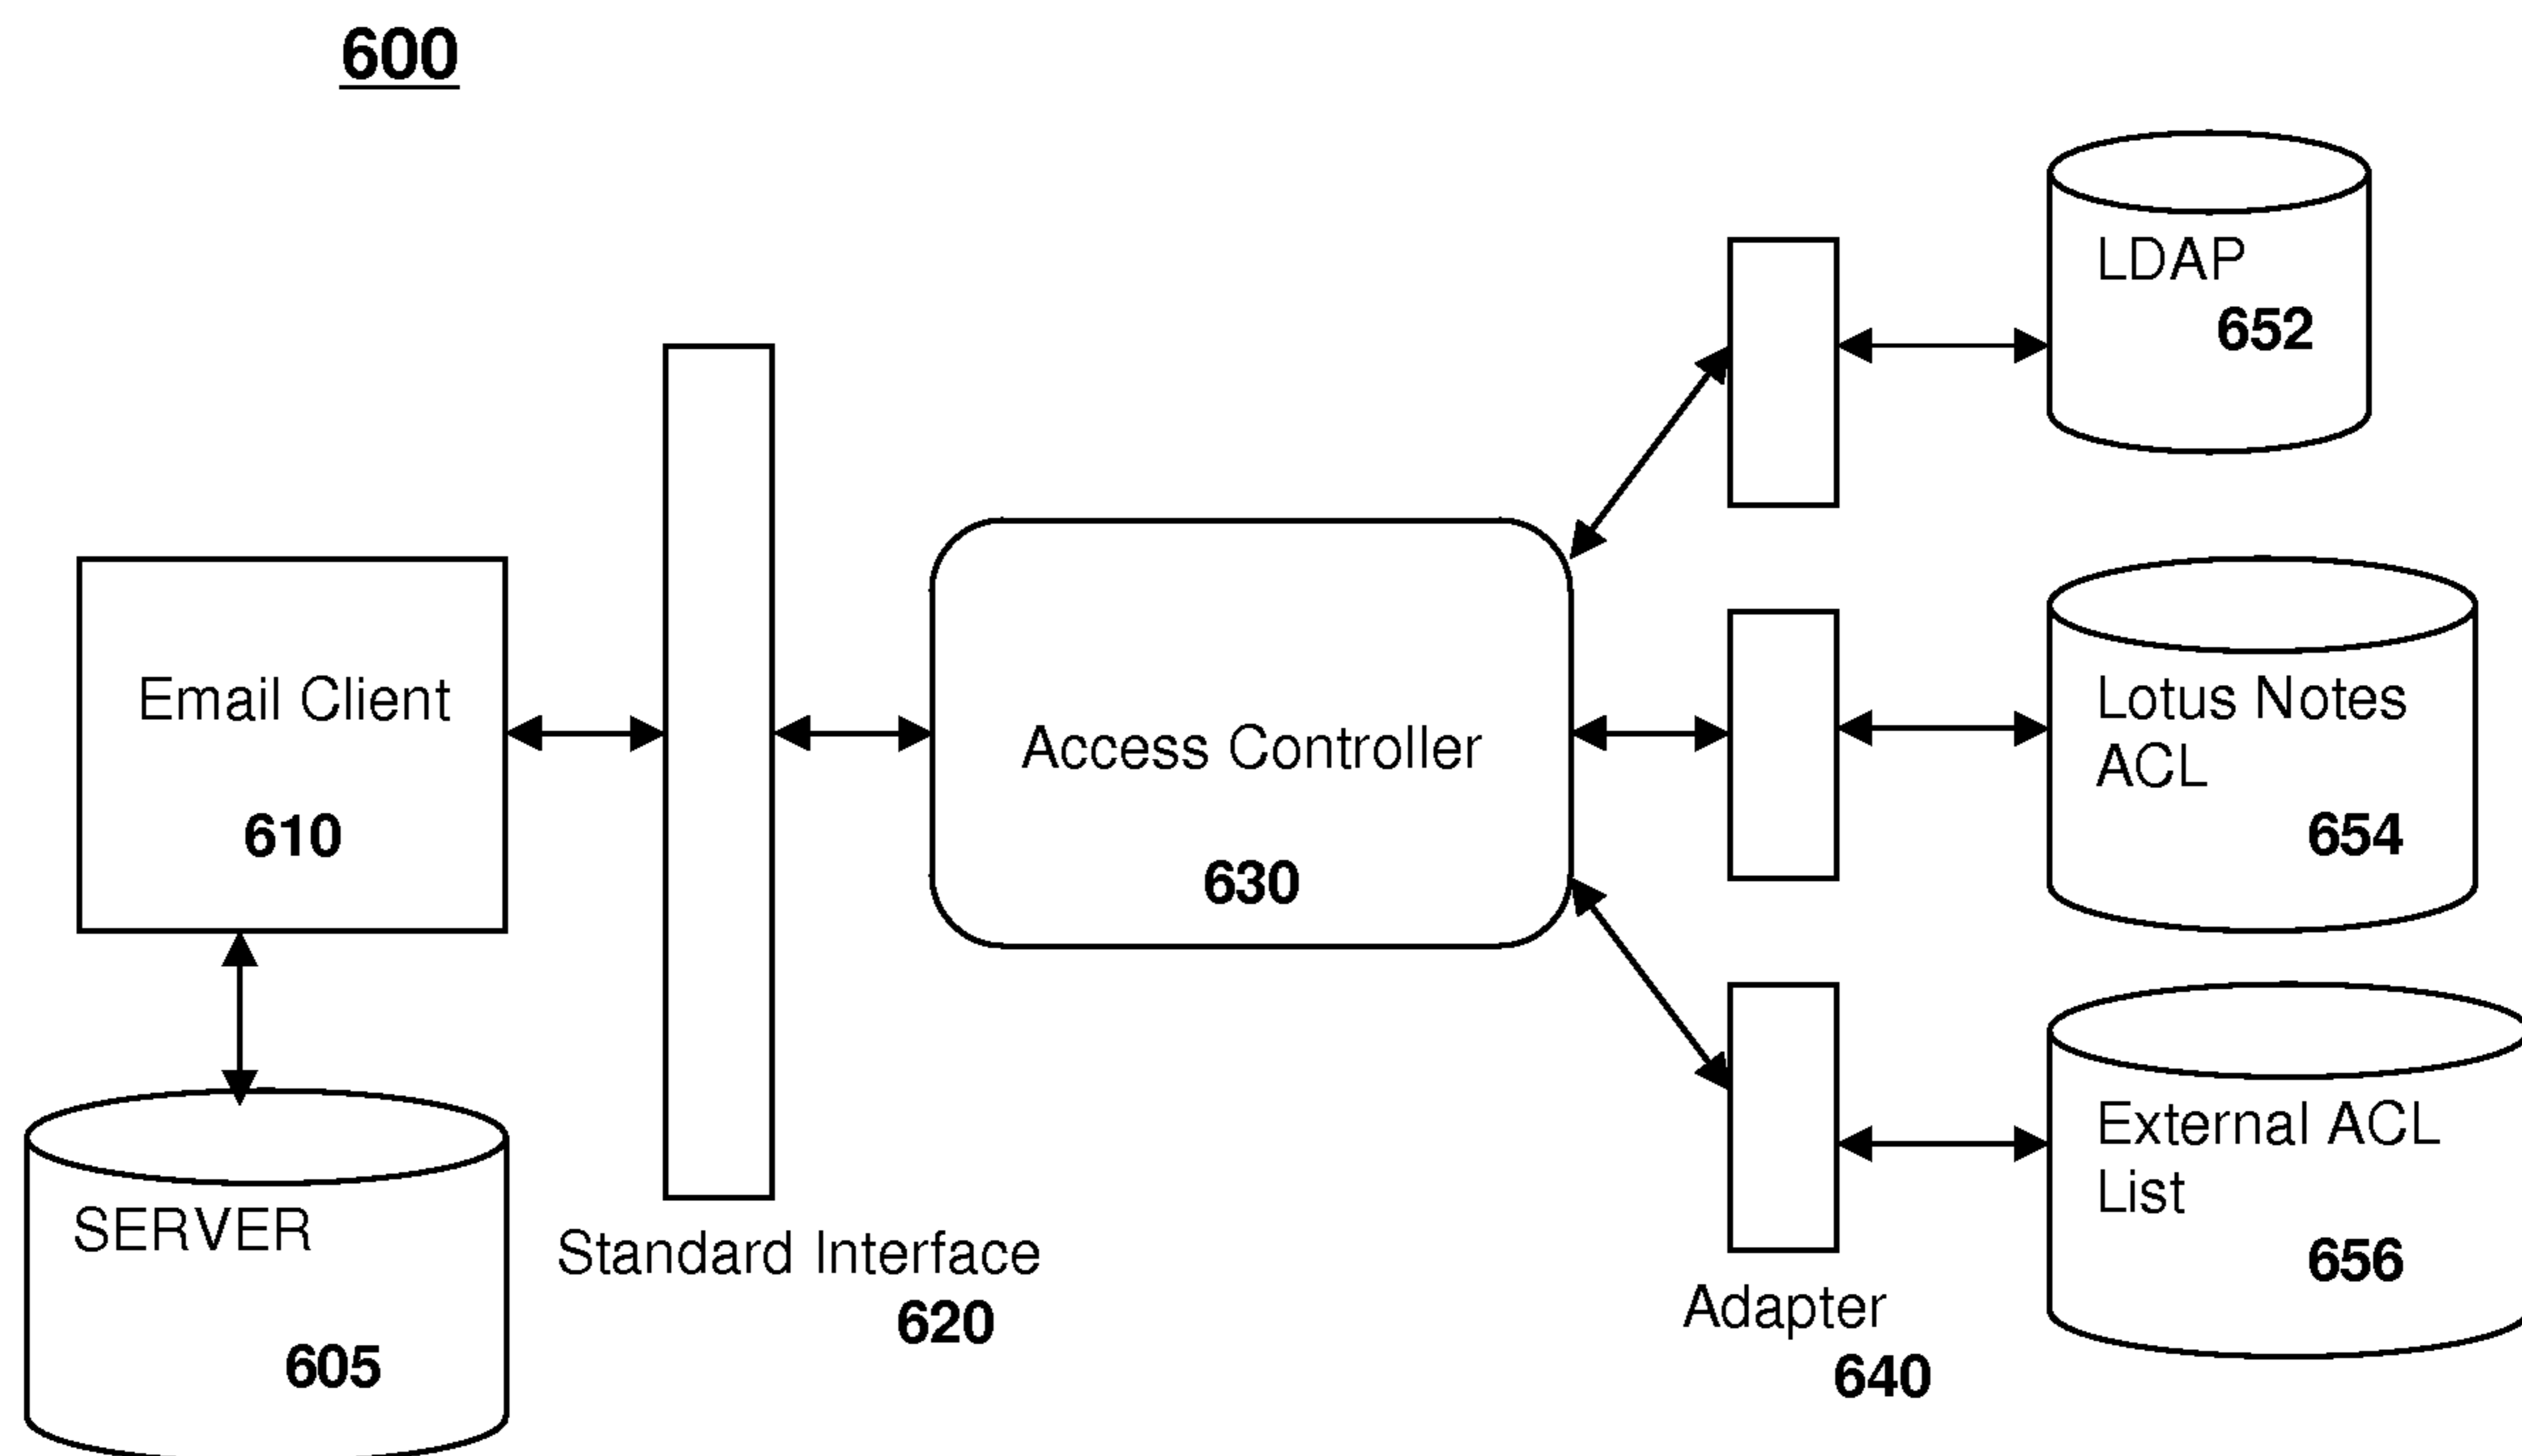 600
LDAP
652
Email Client
610
Access Controller
630
Lotus Notes
ACL
654
SERVER
605
Standard Interface
620
Adapter
640
External ACL
List
656